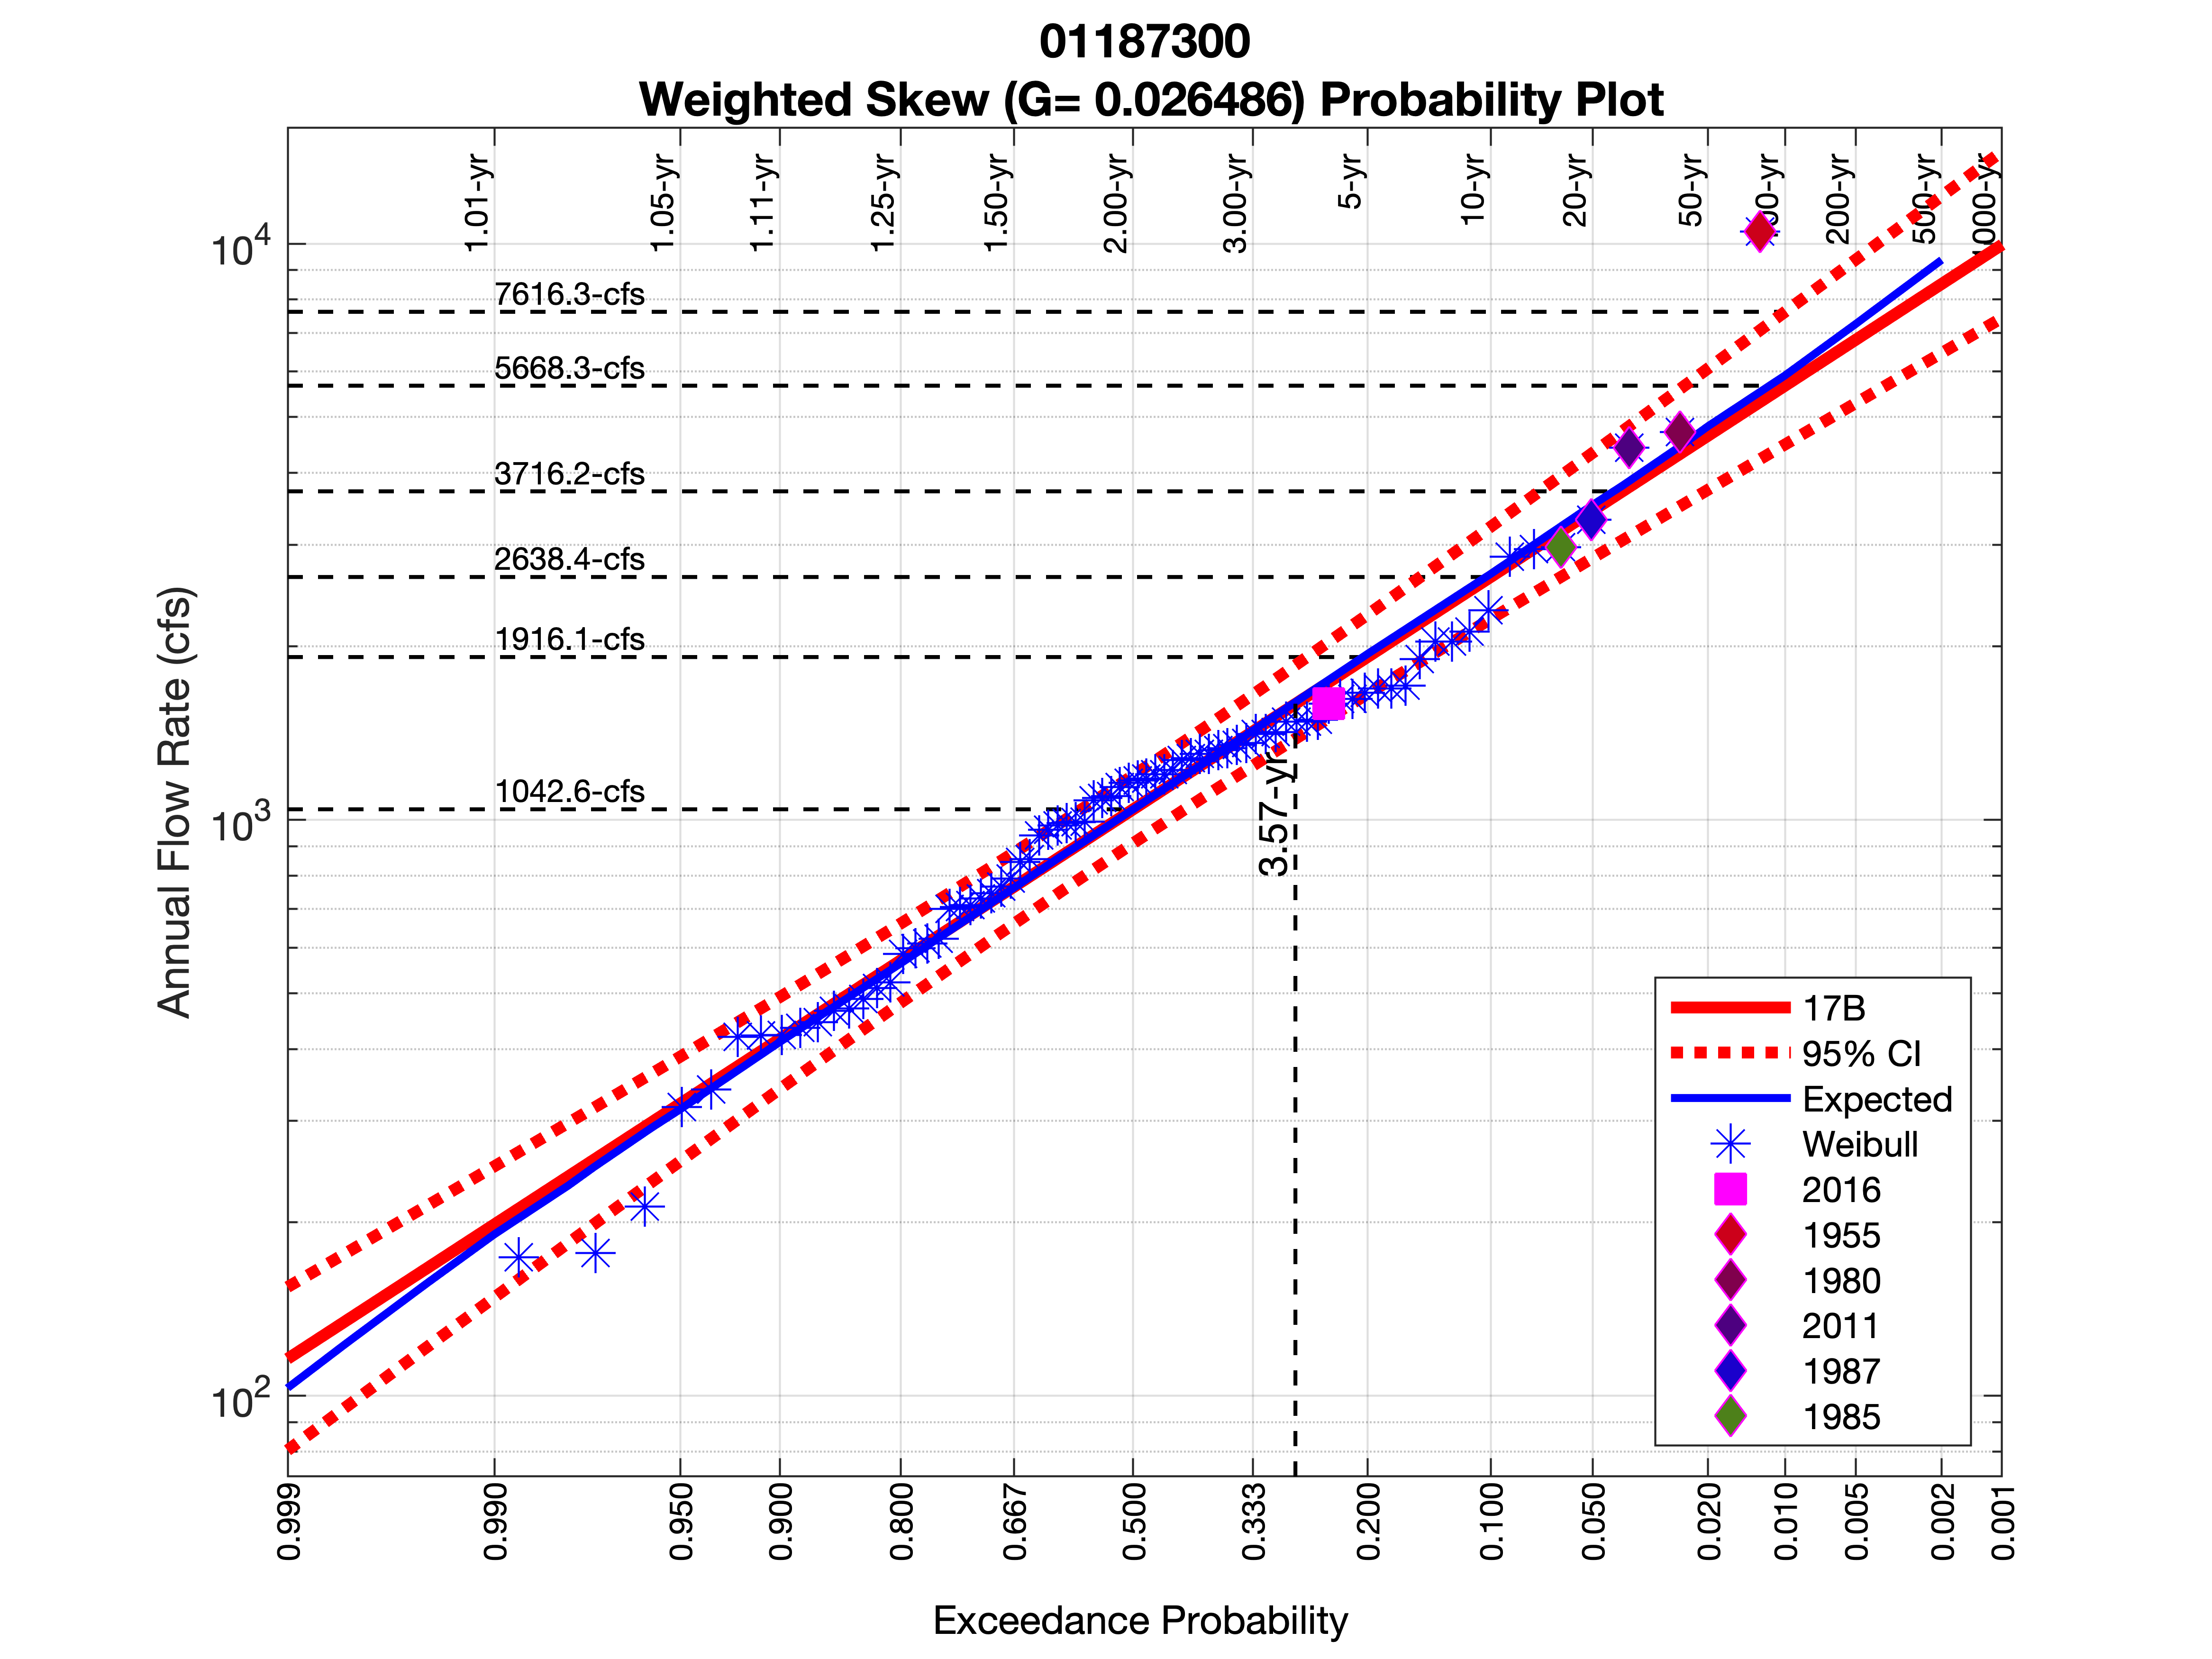 01187300
Weighted Skew (G= 0.026486) Probability Plot
1.01-yr
1.05-yr
1.11-yr
1.25-yr
1.50-yr
2.00-yr
3.00-yr
5-yr
10-yr
20-yr
50-yr
200-yr
500-yr
1000-yr
10^4
10^3
10^2
7616.3-cfs
5668.3-cfs
3716.2-cfs
2638.4-cfs
1916.1-cfs
1042.6-cfs
3.57-yr
Annual Flow Rate (cfs)
17B
95% CI
Expected
Weibull
2016
1955
1980
2011
1987
1985
0.999
0.990
0.950
0.900
0.800
0.667
0.500
0.333
0.200
0.100
0.050
0.020
0.010
0.005
0.002
0.001
Exceedance Probability